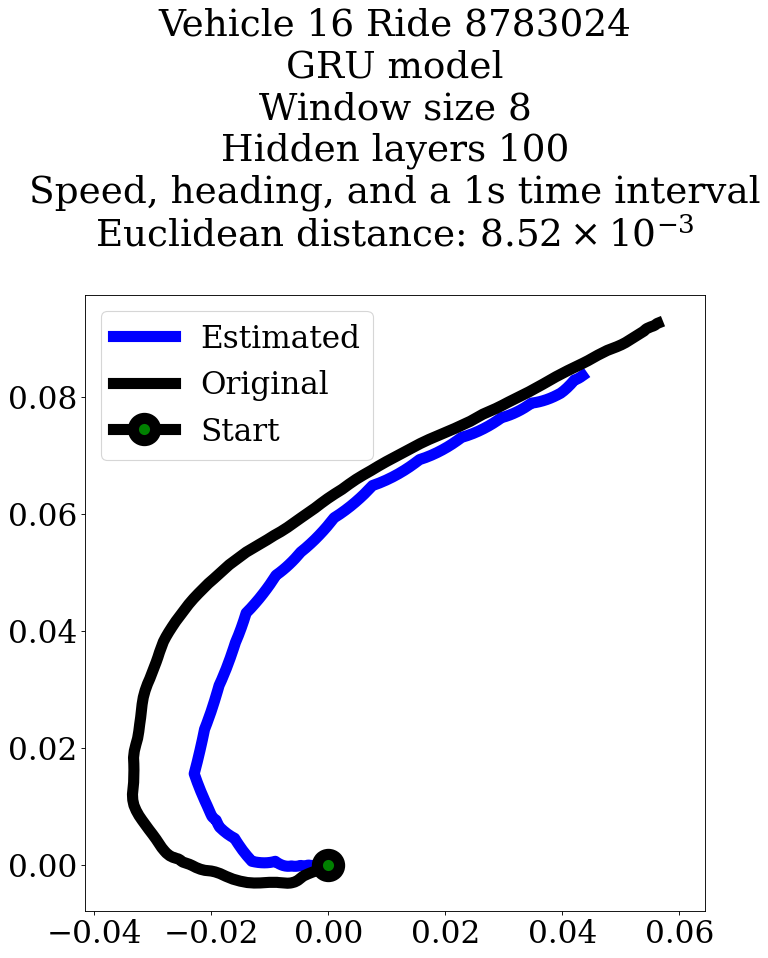 Vehicle 16 Ride 8783024
GRU model
Window size 8
Hidden layers 100
Speed, heading, and a 1s time interval
Euclidean distance: 8.52 × 10⁻³
Estimated
Original
Start
0.08
0.06
0.04
0.02
0.00
−0.04 −0.02 0.00 0.02 0.04 0.06